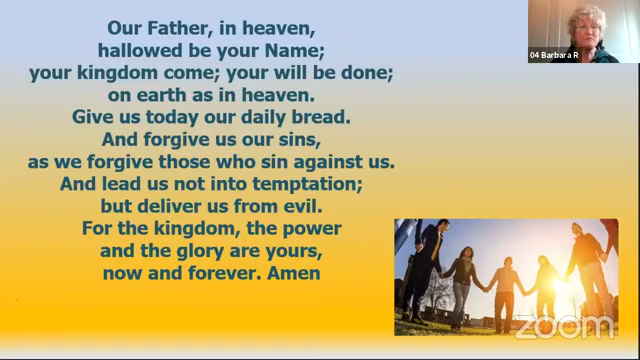 Our Father, in heaven,
hallowed be your Name;
your kingdom come; your will be done;
on earth as in heaven.
Give us today our daily bread.
And forgive us our sins,
as we forgive those who sin against us.
And lead us not into temptation;
but deliver us from evil.
For the kingdom, the power
and the glory are yours,
now and forever. Amen
04 Barbara R
zoom